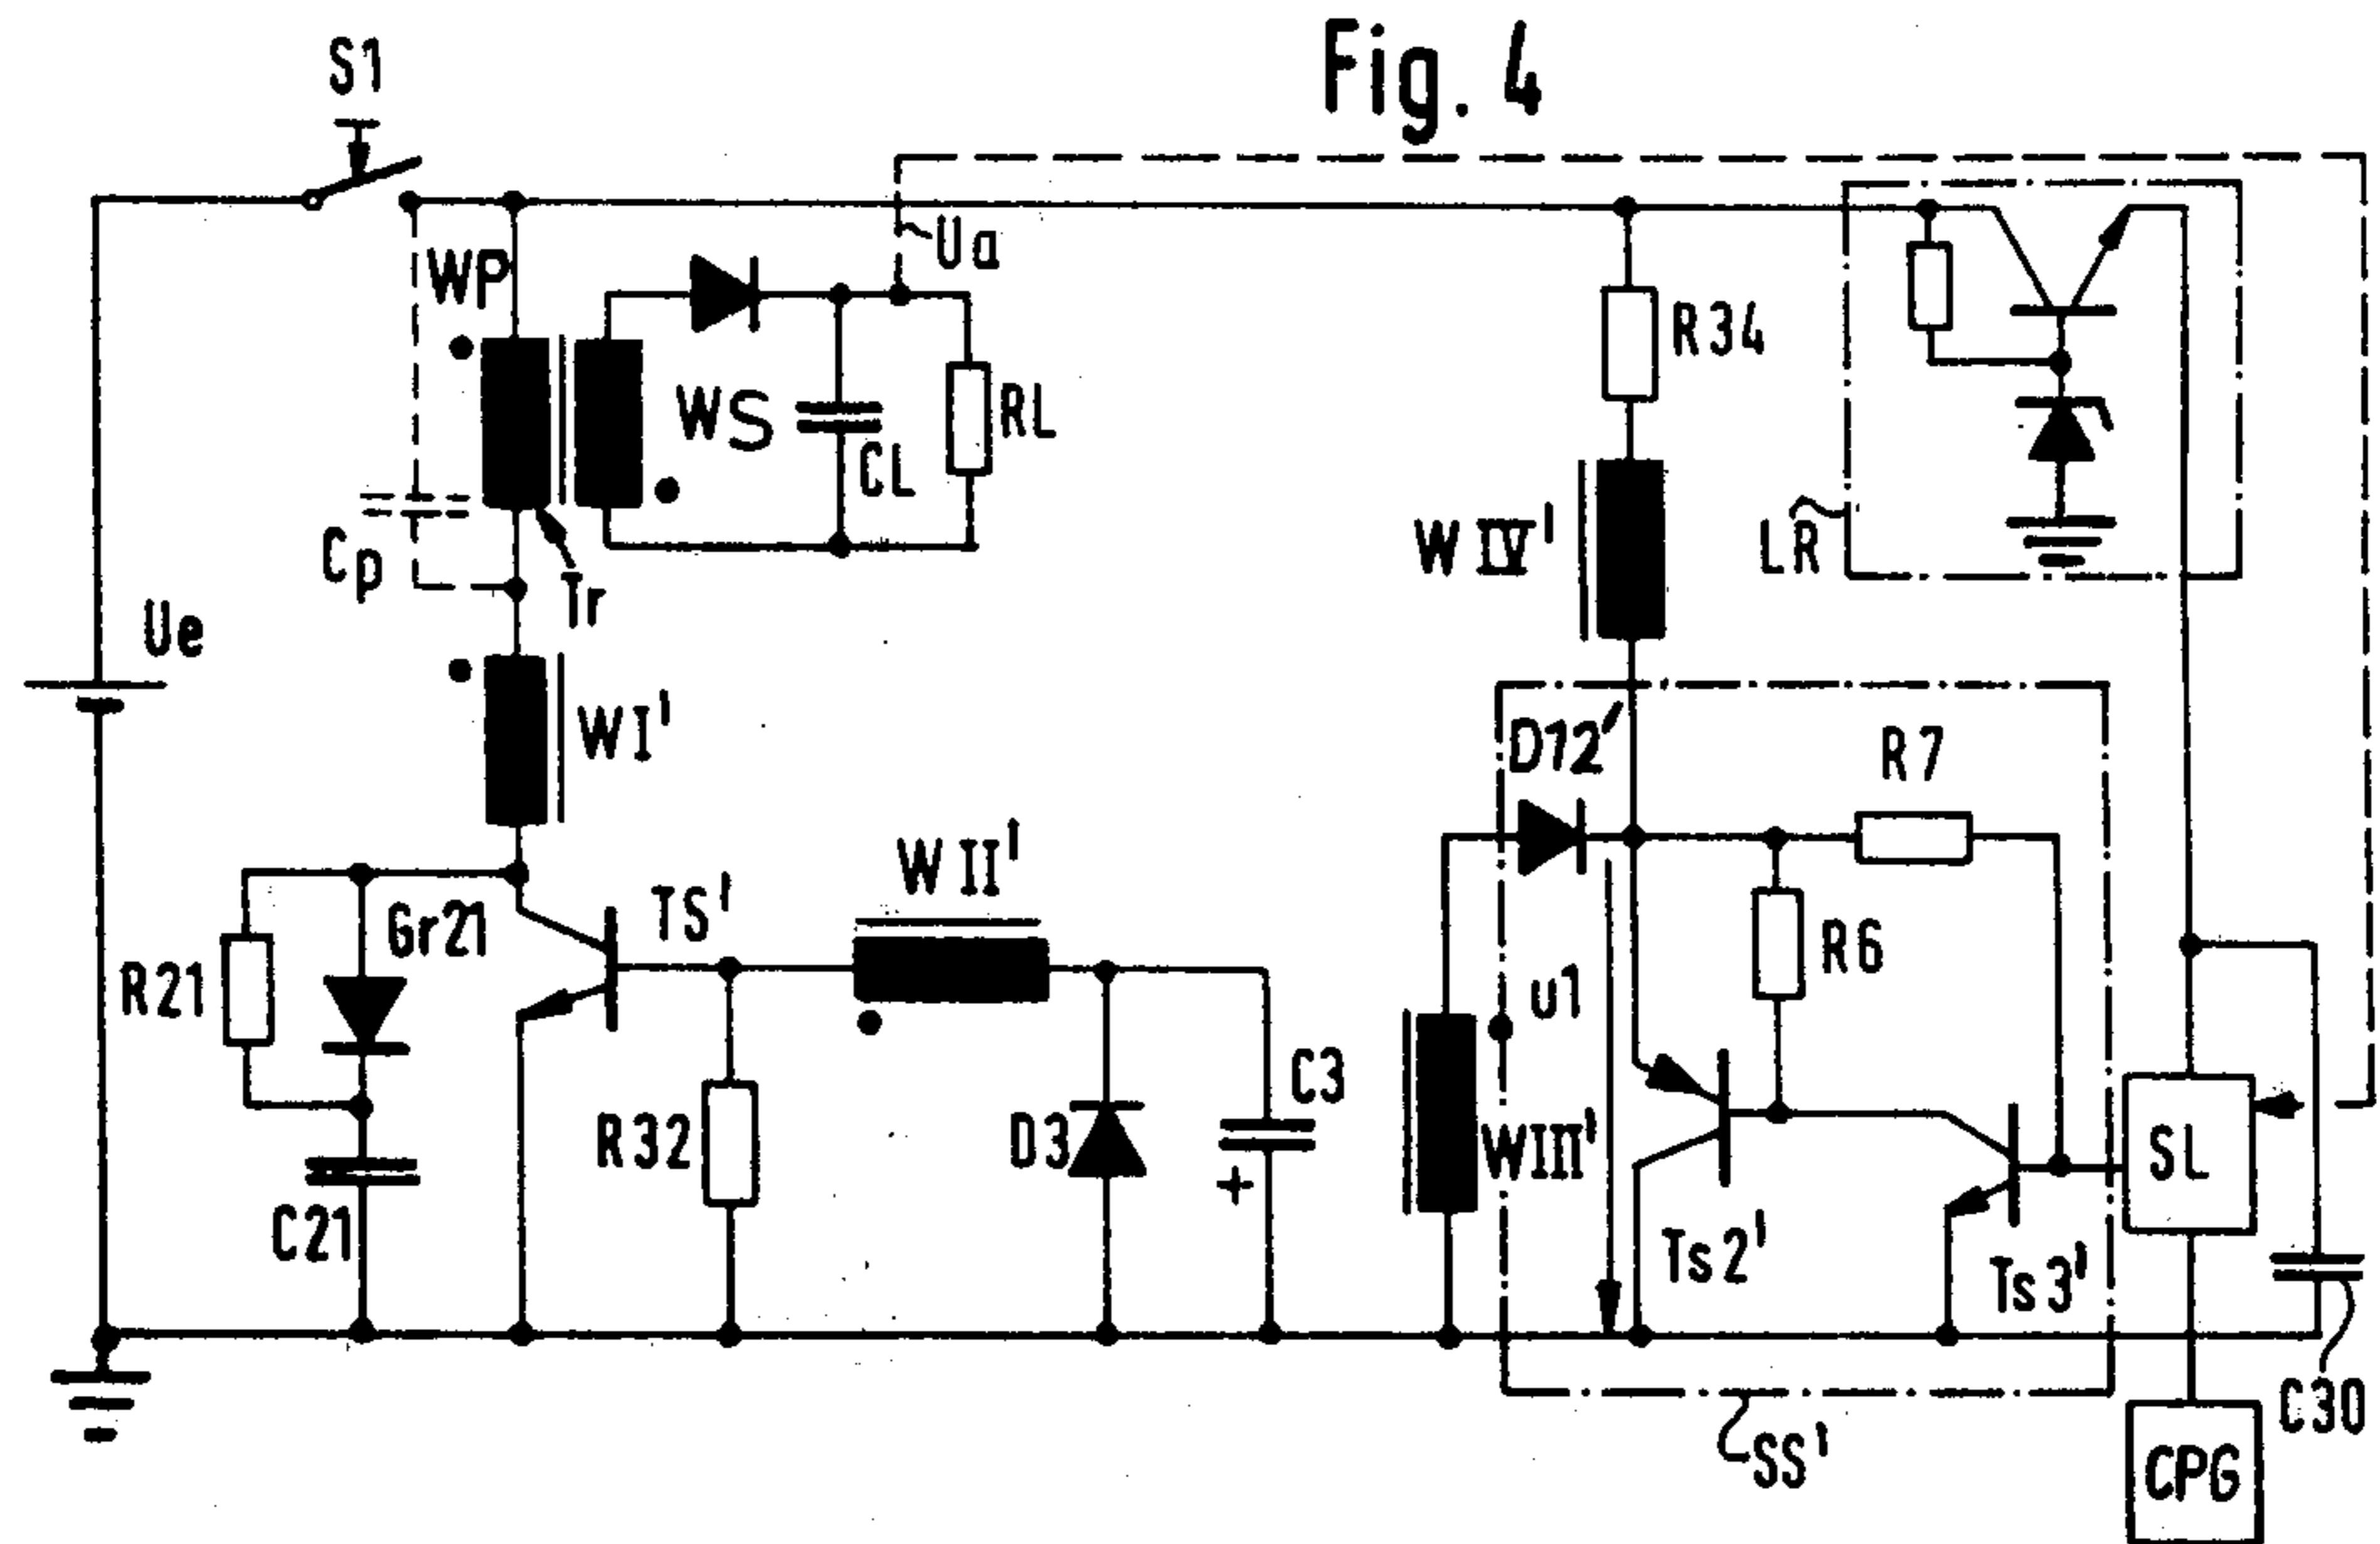 Fig. 4
S1
Ua
WP
WS
CL
RL
R34
LR
WIV'
Cp
Tr
Ue
WI'
D12'
R7
WII'
TS'
Gr21
R21
R6
u1
C3
+
R32
D3
WIII'
SL
C21
Ts2'
Ts3'
C30
SS'
CPG